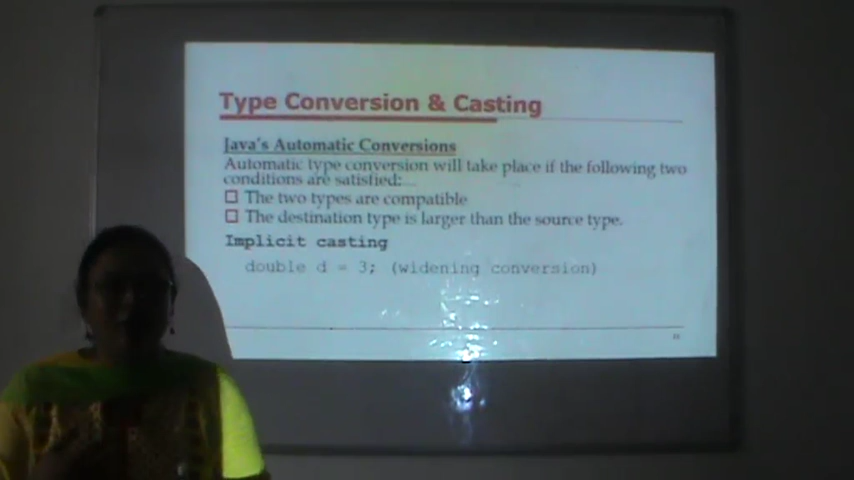 Type Conversion & Casting
Java's Automatic Conversions
Automatic type conversion will take place if the following two
conditions are satisfied:
The two types are compatible
The destination type is larger than the source type.
Implicit casting
double d = 3; (widening conversion)